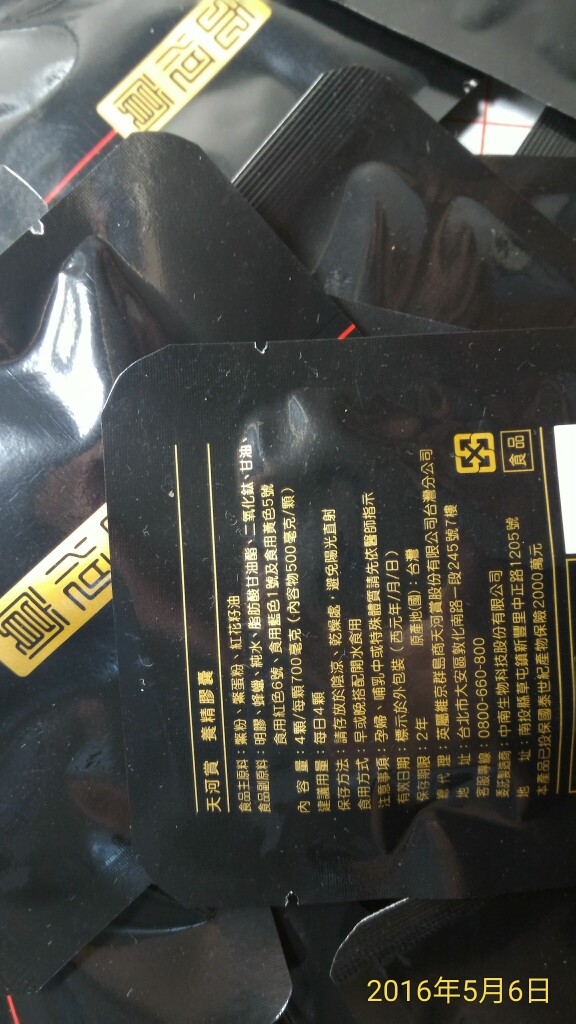 天河賞 養精膠囊
食品主原料：鱉粉、鱉蛋粉、紅花籽油
食品副原料：明膠、蜂蠟、純水、脂肪酸甘油酯、二氧化鈦、甘油、
食用紅色6號、食用藍色1號及食用黃色5號
內容量：4顆/每顆700毫克（內容物500毫克/顆）
建議用量：每日4顆
保存方法：請存放於陰涼、乾燥處，避免陽光直射
食用方式：早或晚搭配開水食用
注意事項：孕婦、哺乳中或特殊體質請先依醫師指示
有效日期：標示於外包裝（西元年/月/日）
保存期限：2年 原產地(國)：台灣
總代理：英屬維京群島商天河賞股份有限公司台灣分公司
地址：台北市大安區敦化南路一段245號7樓
客服專線：0800-660-800
委託製造商：中南生物科技股份有限公司
地址：南投縣草屯鎮新豐里中正路1205號
本產品已投保國泰世紀產物保險2000萬元
食品
2016年5月6日